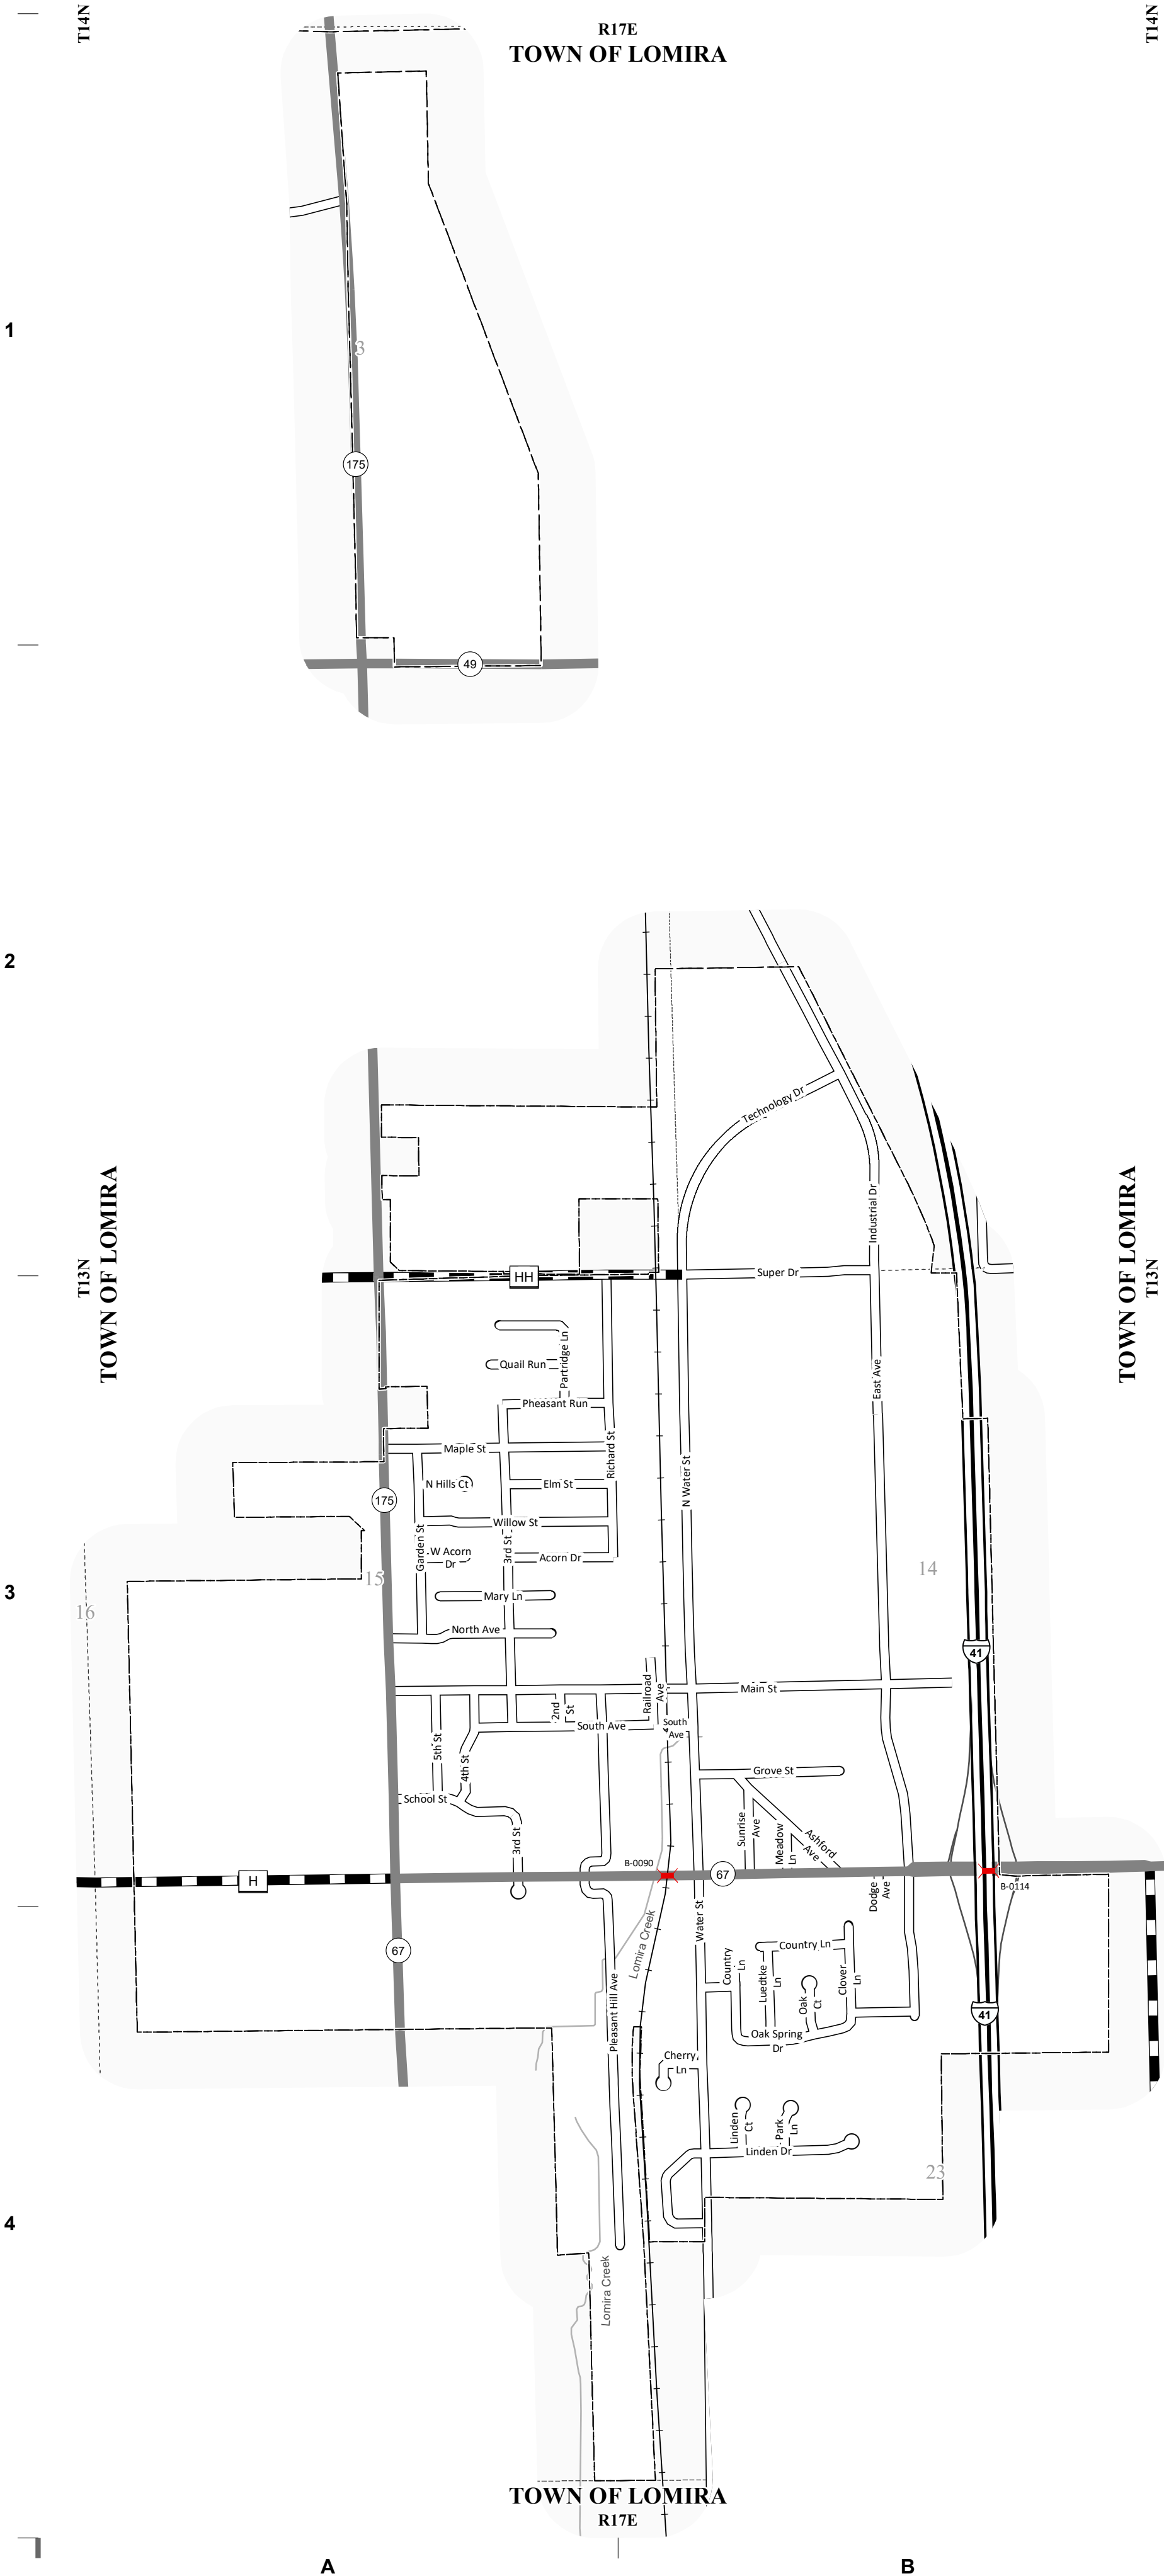 T14N
R17E
TOWN OF LOMIRA
T14N
1
3
175
49
2
Technology Dr
Industrial Dr
TOWN OF LOMIRA
T13N
TOWN OF LOMIRA
T13N
HH
Super Dr
Partridge Ln
Quail Run
East Ave
Pheasant Run
Richard St
Maple St
N Hills Ct
Elm St
N Water St
175
Willow St
Garden St
3rd St
W Acorn
Dr
Acorn Dr
14
15
3
16
Mary Ln
North Ave
41
Railroad
Ave
Main St
2nd
St
South Ave
South
Ave
5th St
4th St
Grove St
School St
Sunrise
Ave
Meadow
Ln
Ashford
Ave
3rd St
B-0090
67
H
B-0114
Dodge
Ave
Water St
Lomira Creek
67
Country
Ln
Country Ln
Luedtke
Ln
Oak
Ct
Clover
Ln
Pleasant Hill Ave
41
Oak Spring
Dr
Cherry
Ln
Linden
Ct
Park
Ln
Linden Dr
23
4
Lomira Creek
TOWN OF LOMIRA
R17E
A
B